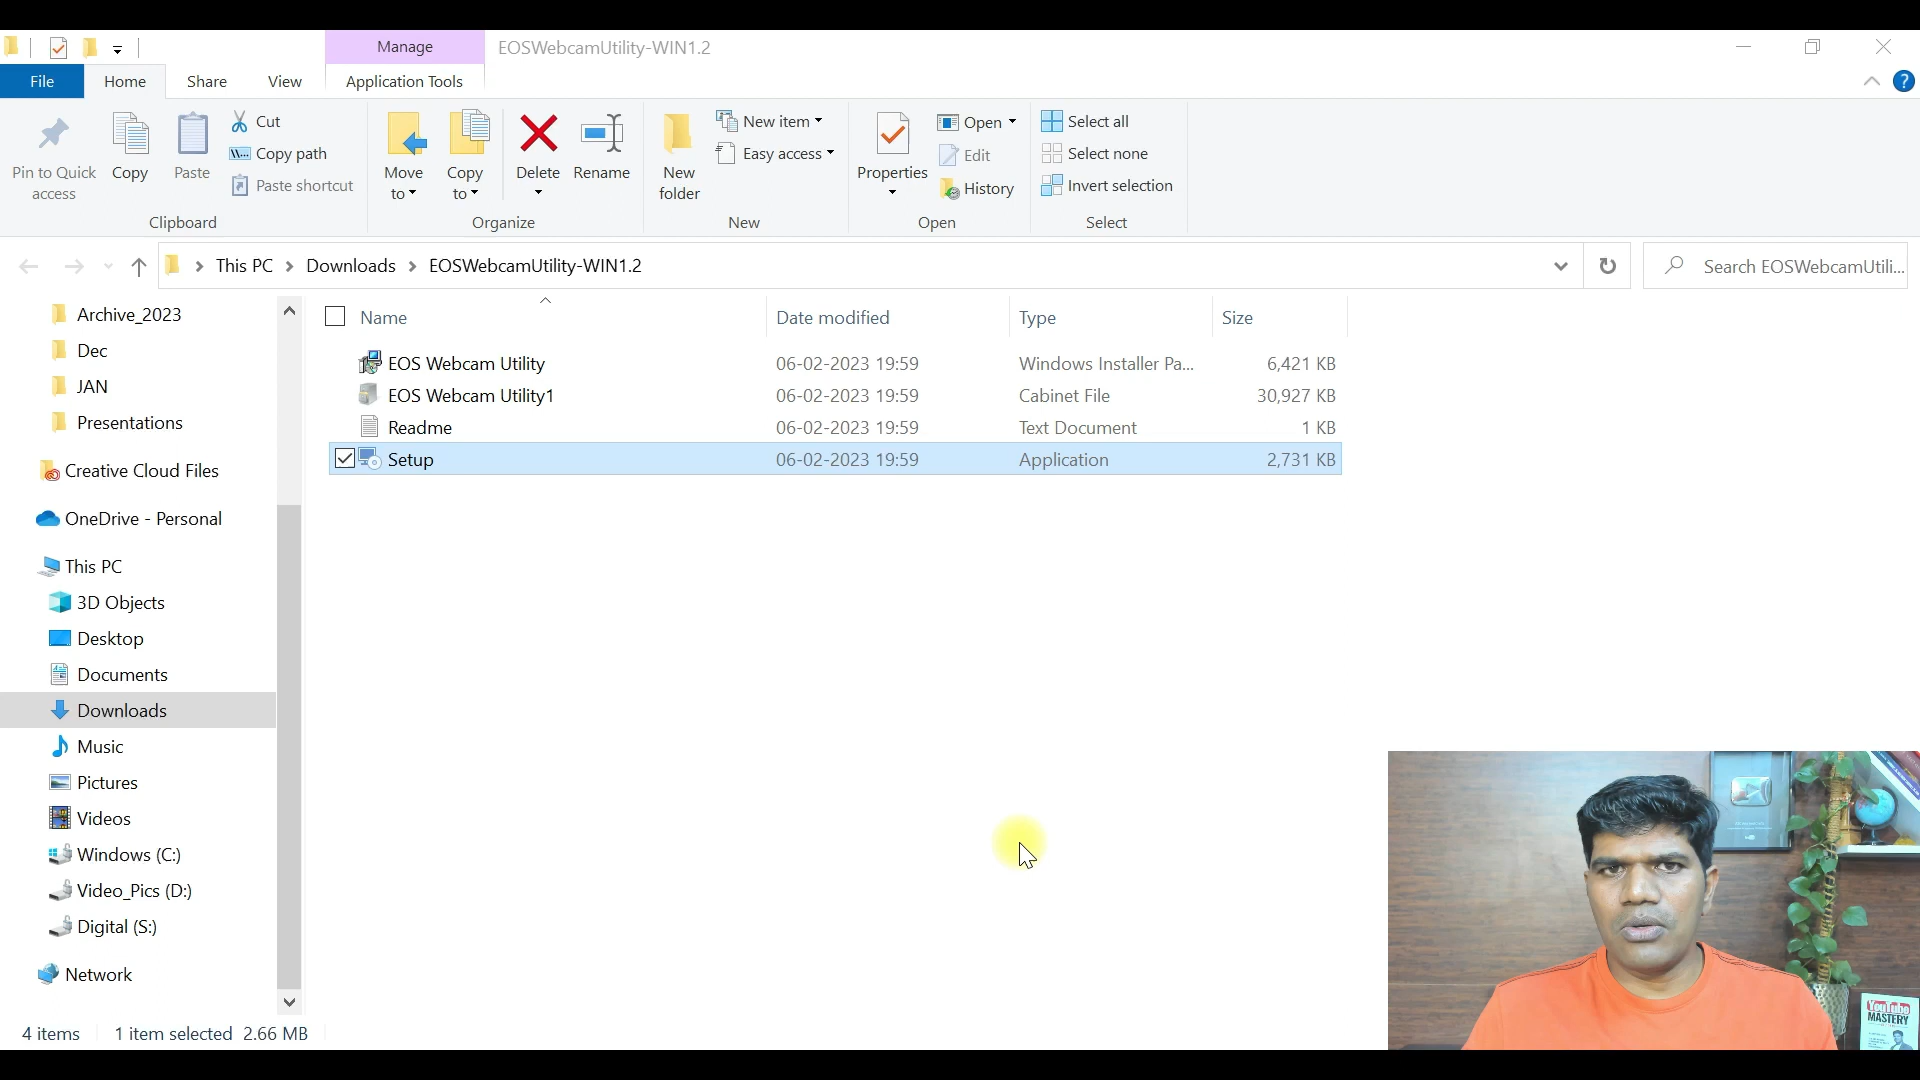 Manage
EOSWebcamUtility-WIN1.2
File
Home
Share
View
Application Tools
Pin to Quick access
Copy
Paste
Cut
Copy path
Paste shortcut
Clipboard
Move to
Copy to
Delete
Rename
Organize
New folder
New item
Easy access
New
Properties
Open
Edit
History
Open
Select all
Select none
Invert selection
Select
This PC
Downloads
EOSWebcamUtility-WIN1.2
Search EOSWebcamUtili...
Archive_2023
Dec
JAN
Presentations
Creative Cloud Files
OneDrive - Personal
This PC
3D Objects
Desktop
Documents
Downloads
Music
Pictures
Videos
Windows (C:)
Video_Pics (D:)
Digital (S:)
Network
Name Date modified Type Size
EOS Webcam Utility 06-02-2023 19:59 Windows Installer Pa... 6,421 KB
EOS Webcam Utility1 06-02-2023 19:59 Cabinet File 30,927 KB
Readme 06-02-2023 19:59 Text Document 1 KB
Setup 06-02-2023 19:59 Application 2,731 KB
4 items 1 item selected 2.66 MB
YouTube
MASTERY